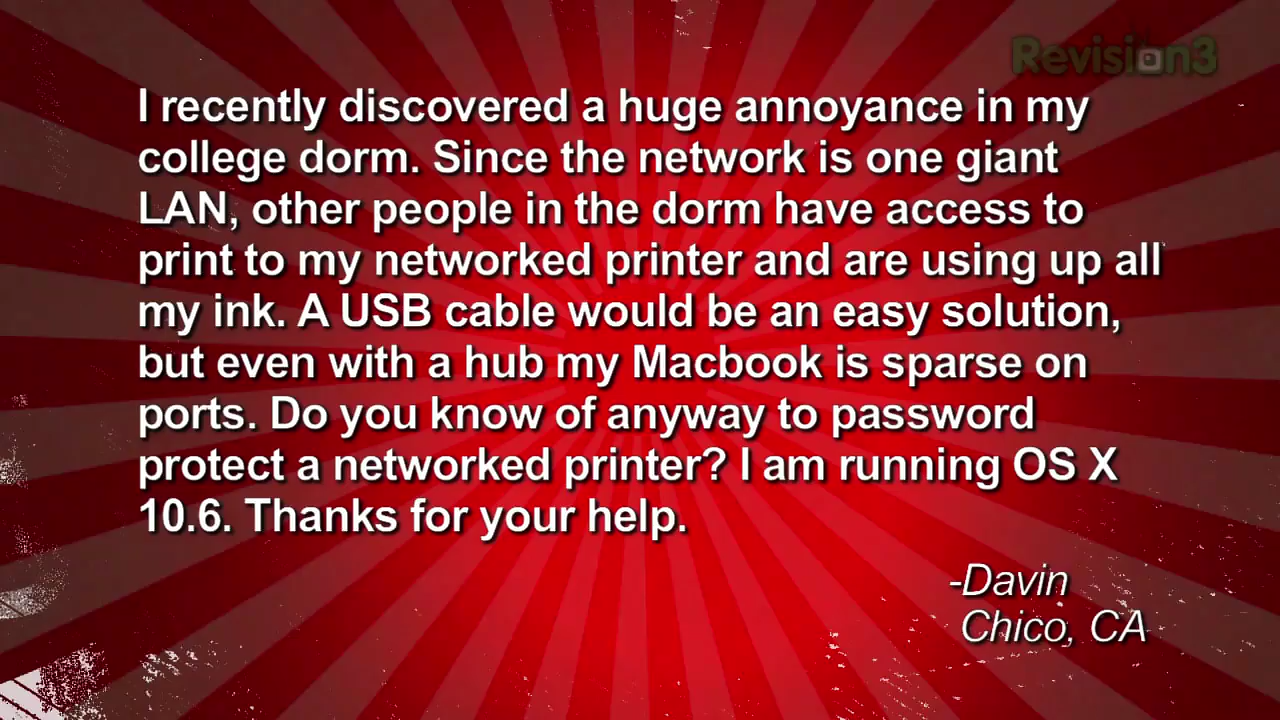 Revision3
I recently discovered a huge annoyance in my
college dorm. Since the network is one giant
LAN, other people in the dorm have access to
print to my networked printer and are using up all
my ink. A USB cable would be an easy solution,
but even with a hub my Macbook is sparse on
ports. Do you know of anyway to password
protect a networked printer? I am running OS X
10.6. Thanks for your help.
-Davin
Chico, CA